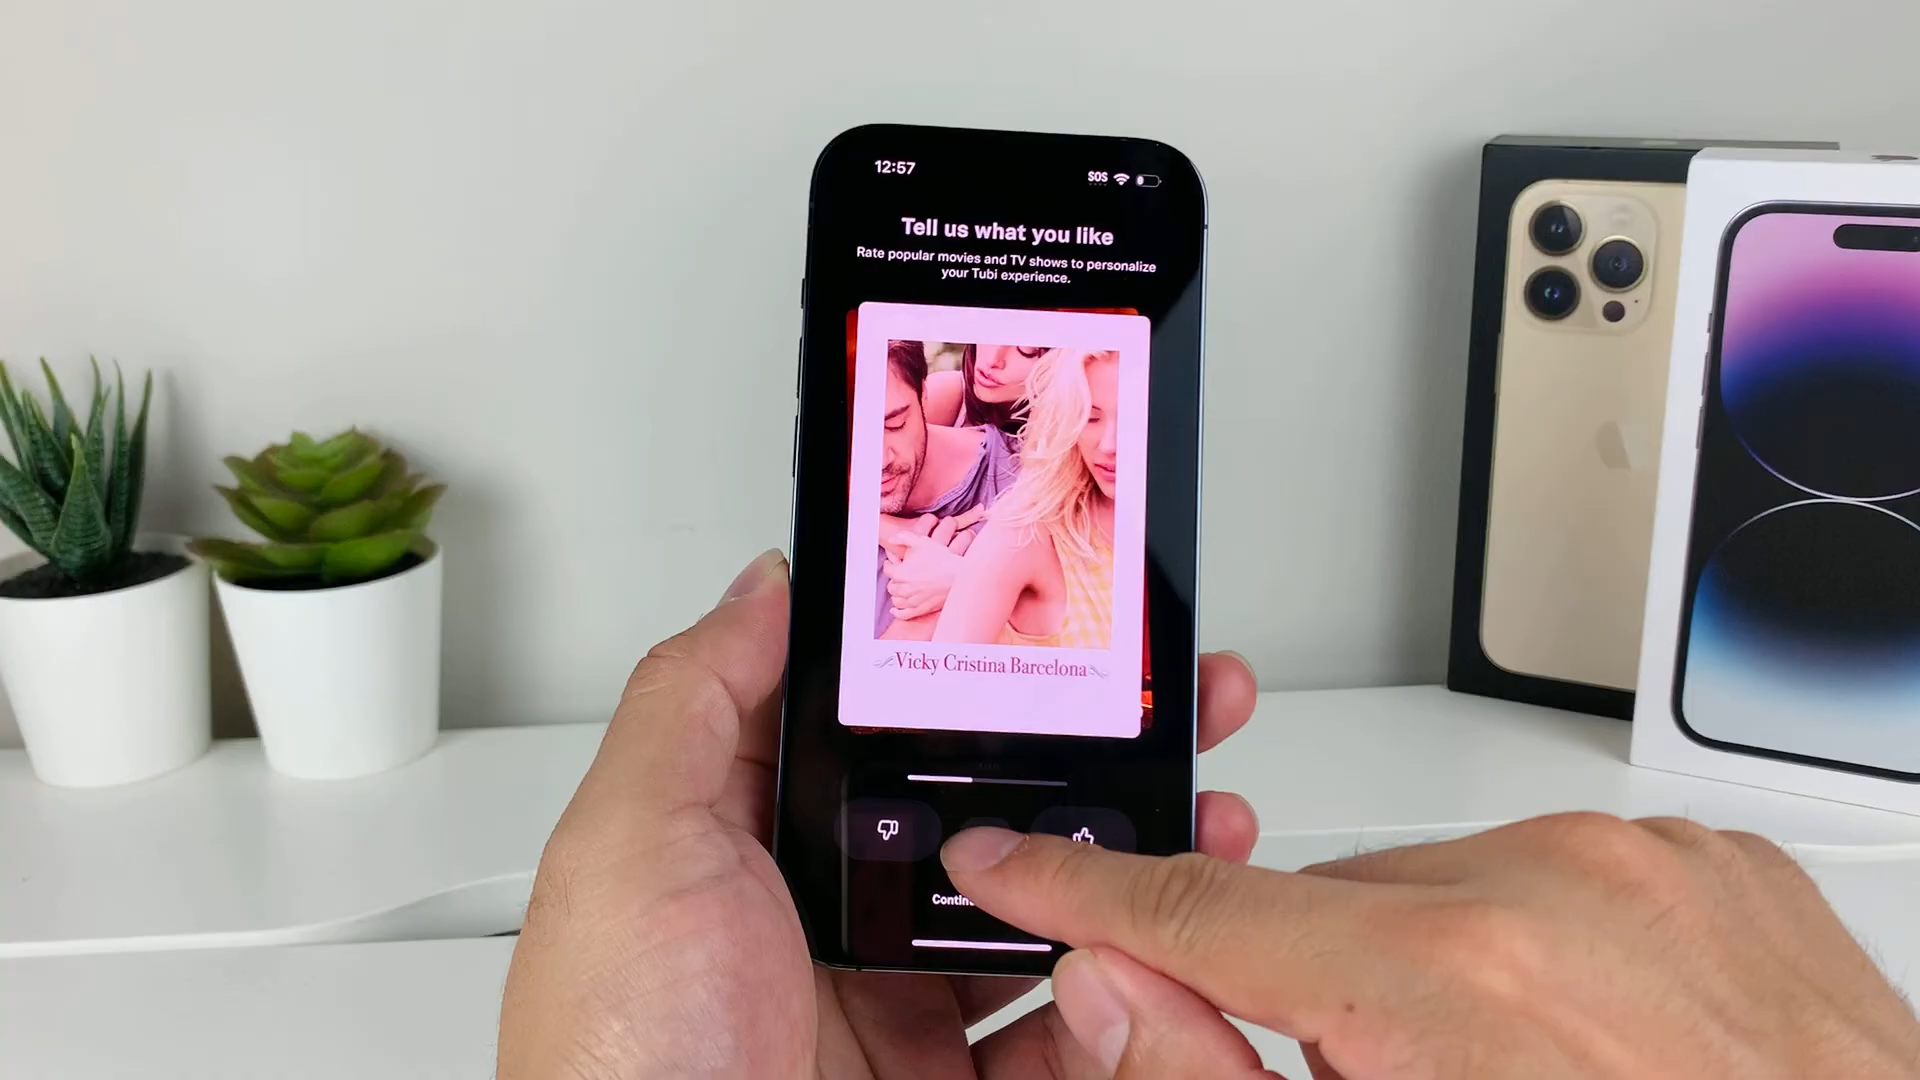 12:57
SOS
Tell us what you like
Rate popular movies and TV shows to personalize
your Tubi experience.
Vicky Cristina Barcelona